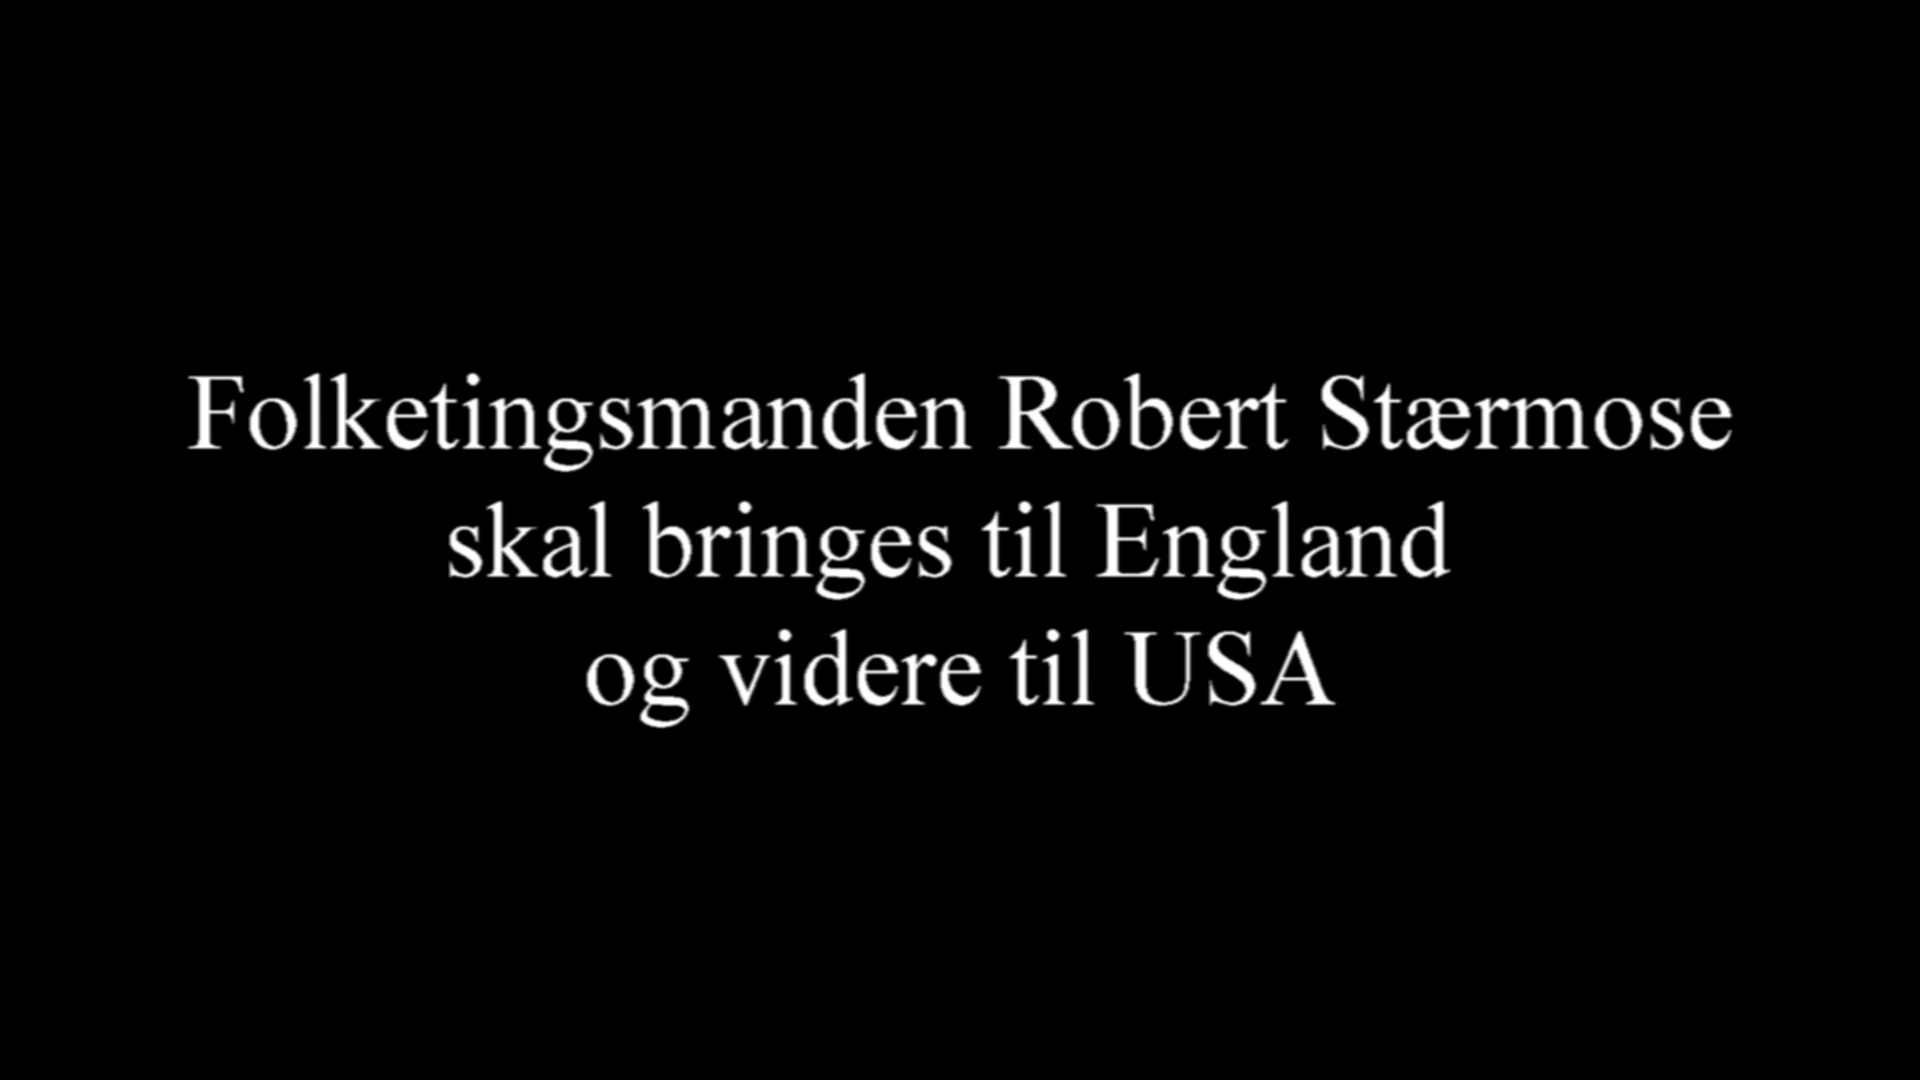 Folketingsmanden Robert Stærmose
skal bringes til England
og videre til USA